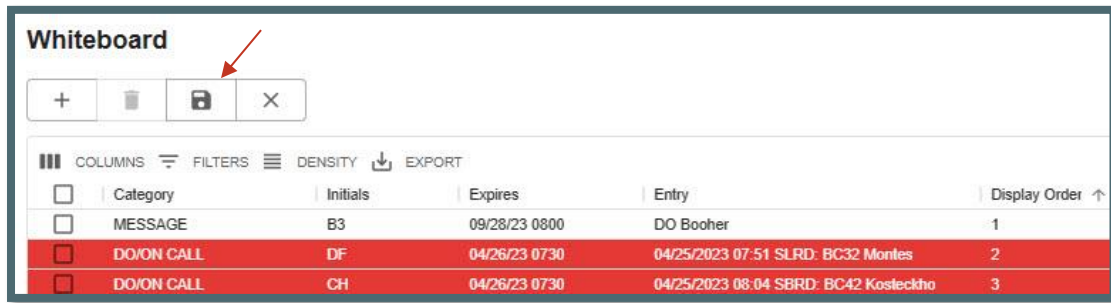 Whiteboard
COLUMNS FILTERS DENSITY EXPORT
Category Initials Expires Entry Display Order
MESSAGE B3 09/28/23 0800 DO Booher 1
DO/ON CALL DF 04/26/23 0730 04/25/2023 07:51 SLRD: BC32 Montes 2
DO/ON CALL CH 04/26/23 0730 04/25/2023 08:04 SBRD: BC42 Kosteckho 3